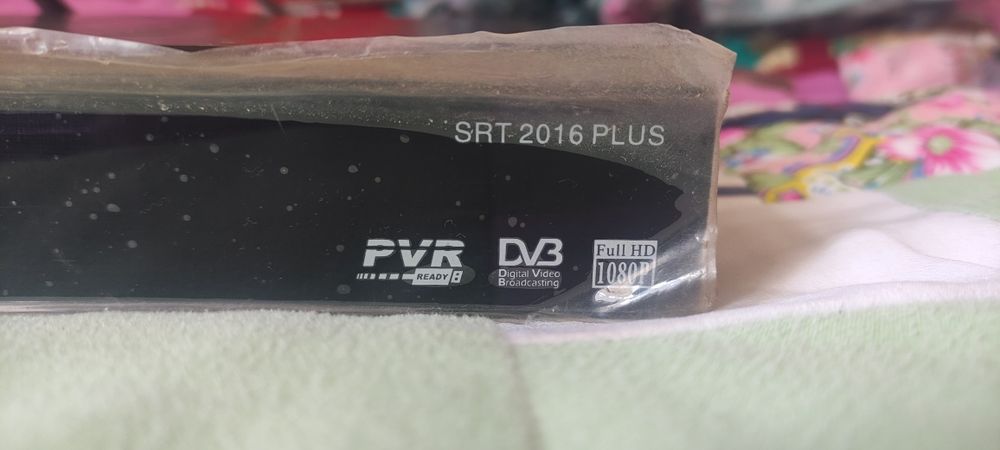 SRT 2016 PLUS
PVR
READY
DVB
Digital Video
Broadcasting
Full HD
1080P